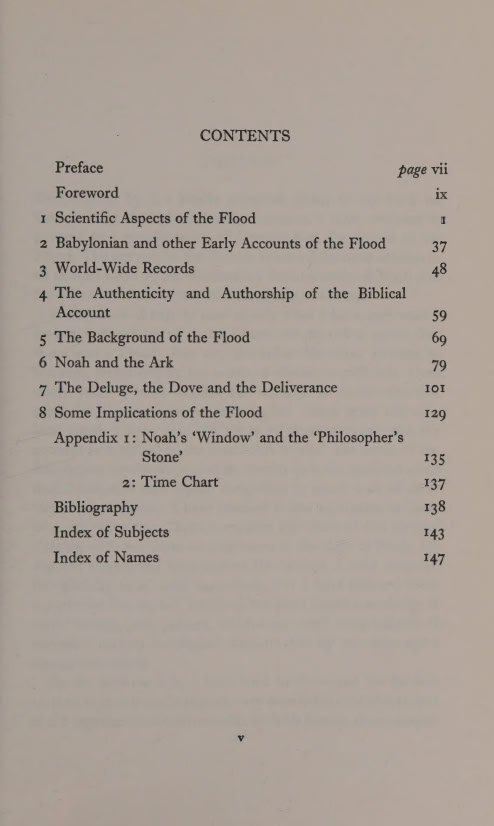 CONTENTS
Preface page vii
Foreword ix
1 Scientific Aspects of the Flood 1
2 Babylonian and other Early Accounts of the Flood 37
3 World-Wide Records 48
4 The Authenticity and Authorship of the Biblical
Account 59
5 The Background of the Flood 69
6 Noah and the Ark 79
7 The Deluge, the Dove and the Deliverance 101
8 Some Implications of the Flood 129
Appendix 1: Noah's 'Window' and the 'Philosopher's
Stone' 135
2: Time Chart 137
Bibliography 138
Index of Subjects 143
Index of Names 147
v